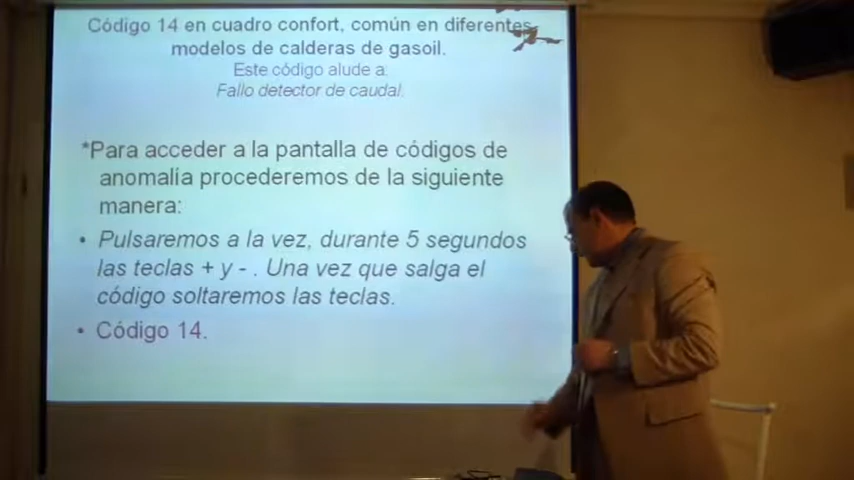 Código 14 en cuadro confort, común en diferentes
modelos de calderas de gasoil.
Este código alude a:
Fallo detector de caudal.
*Para acceder a la pantalla de códigos de
anomalía procederemos de la siguiente
manera:
• Pulsaremos a la vez, durante 5 segundos
las teclas + y - . Una vez que salga el
código soltaremos las teclas.
• Código 14.